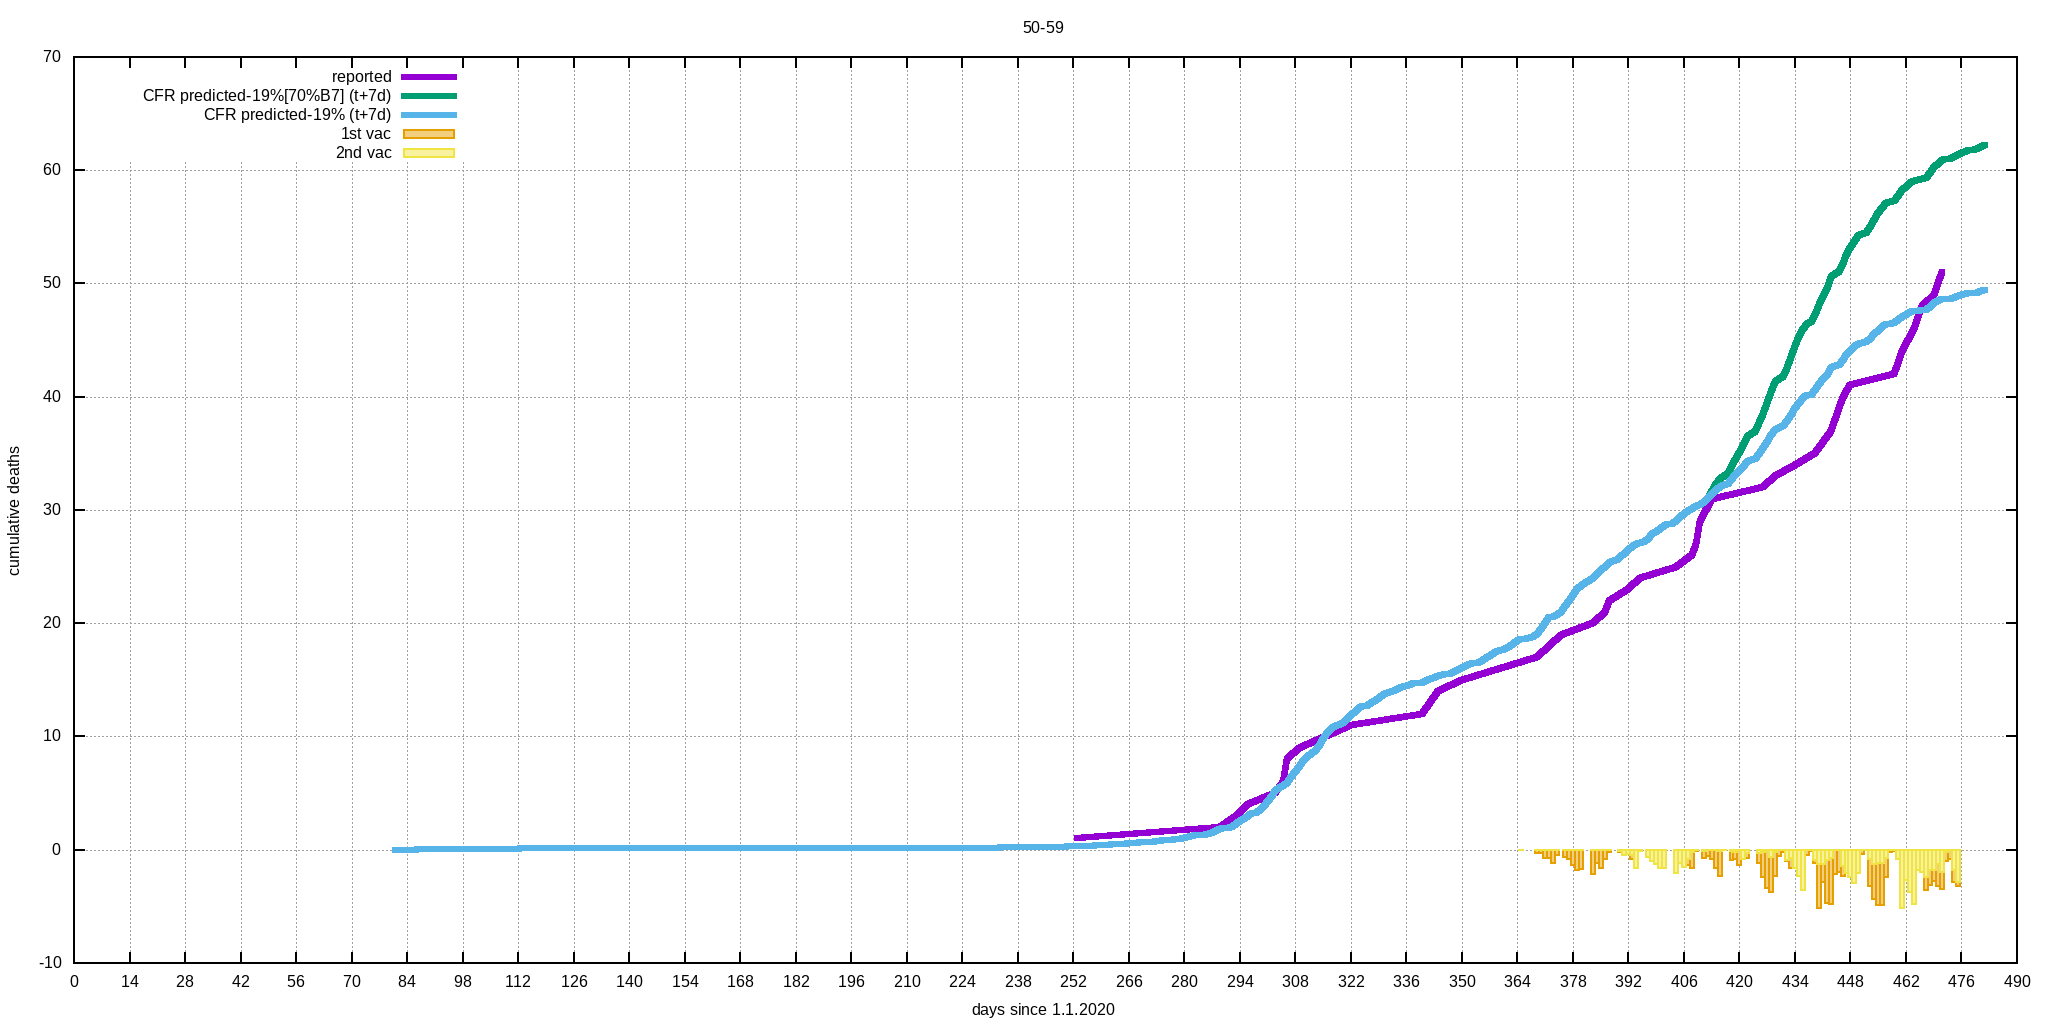 50-59
70
60
50
40
30
20
10
0
-10
cumulative deaths
reported
CFR predicted-19%[70%B7] (t+7d)
CFR predicted-19% (t+7d)
1st vac
2nd vac
0 14 28 42 56 70 84 98 112 126 140 154 168 182 196 210 224 238 252 266 280 294 308 322 336 350 364 378 392 406 420 434 448 462 476 490
days since 1.1.2020